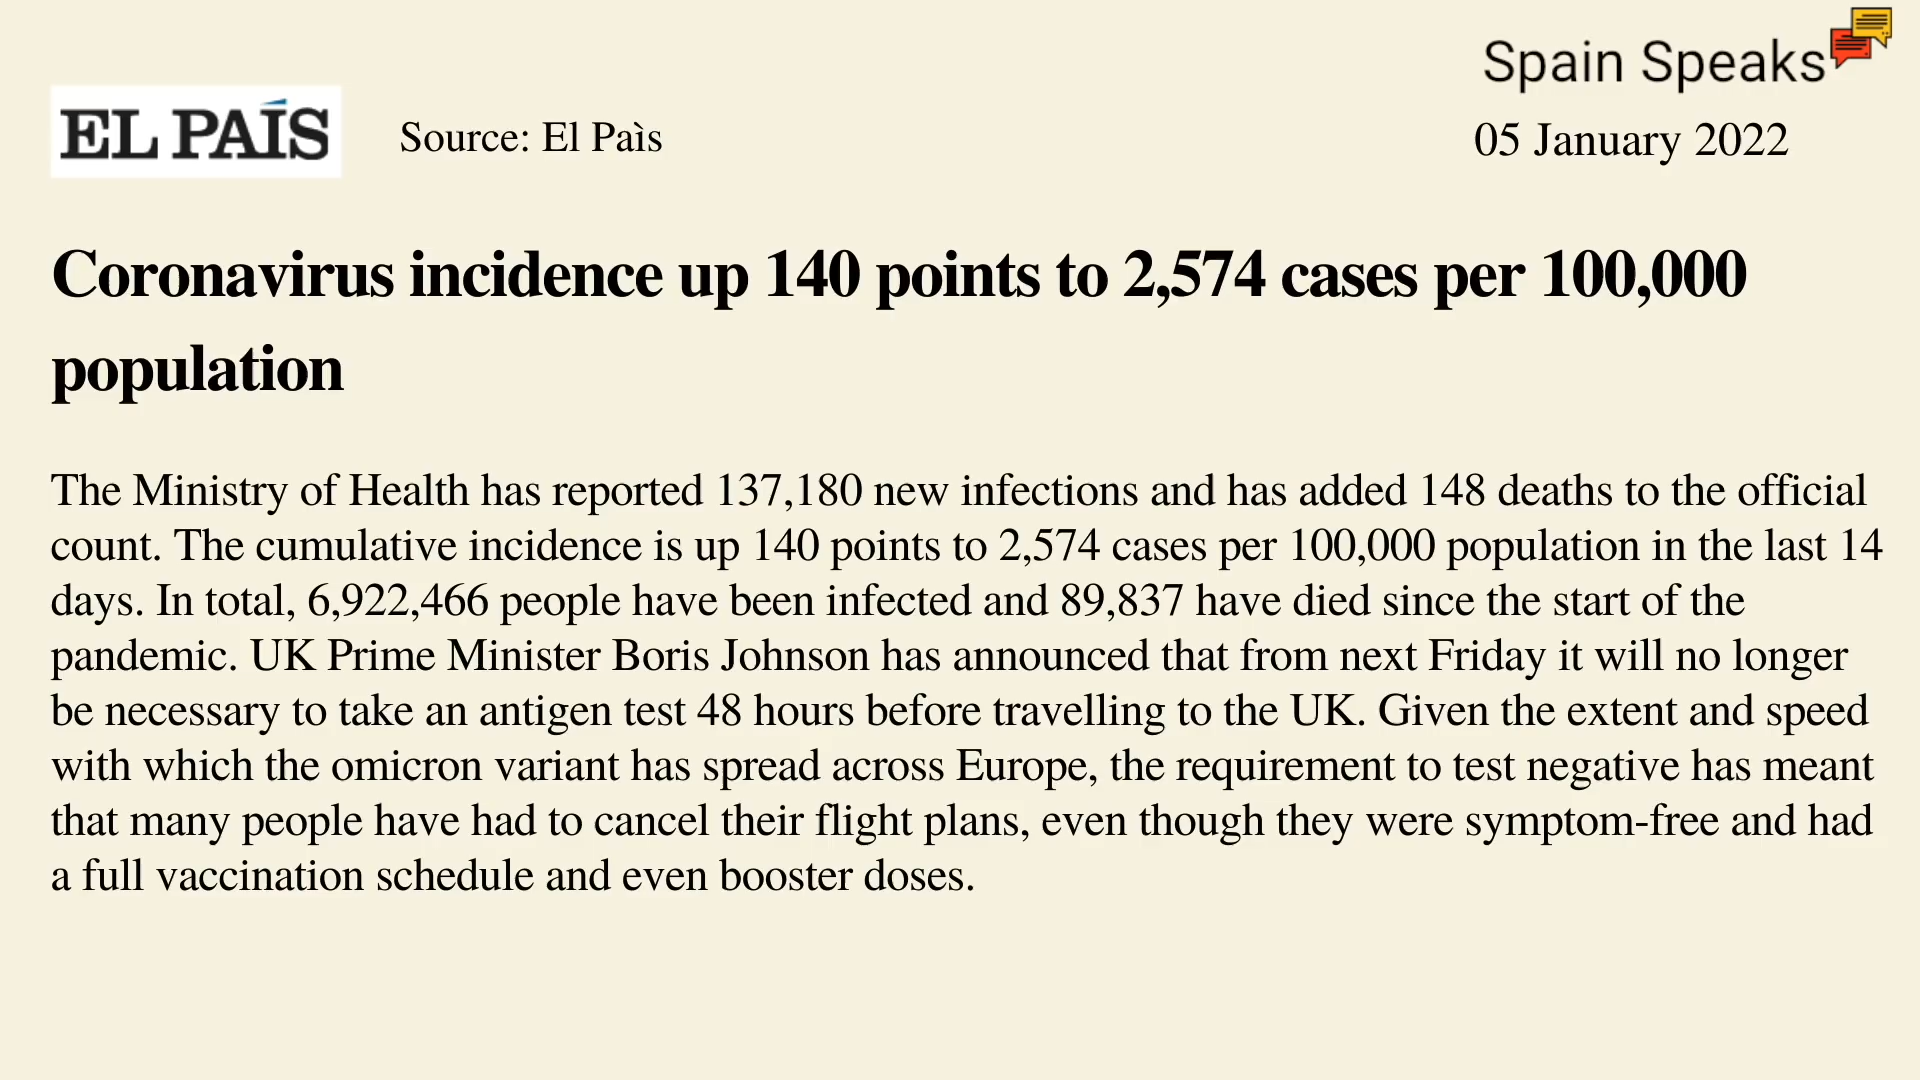 Spain Speaks
EL PAÍS
Source: El Paìs
05 January 2022
Coronavirus incidence up 140 points to 2,574 cases per 100,000
population
The Ministry of Health has reported 137,180 new infections and has added 148 deaths to the official
count. The cumulative incidence is up 140 points to 2,574 cases per 100,000 population in the last 14
days. In total, 6,922,466 people have been infected and 89,837 have died since the start of the
pandemic. UK Prime Minister Boris Johnson has announced that from next Friday it will no longer
be necessary to take an antigen test 48 hours before travelling to the UK. Given the extent and speed
with which the omicron variant has spread across Europe, the requirement to test negative has meant
that many people have had to cancel their flight plans, even though they were symptom-free and had
a full vaccination schedule and even booster doses.